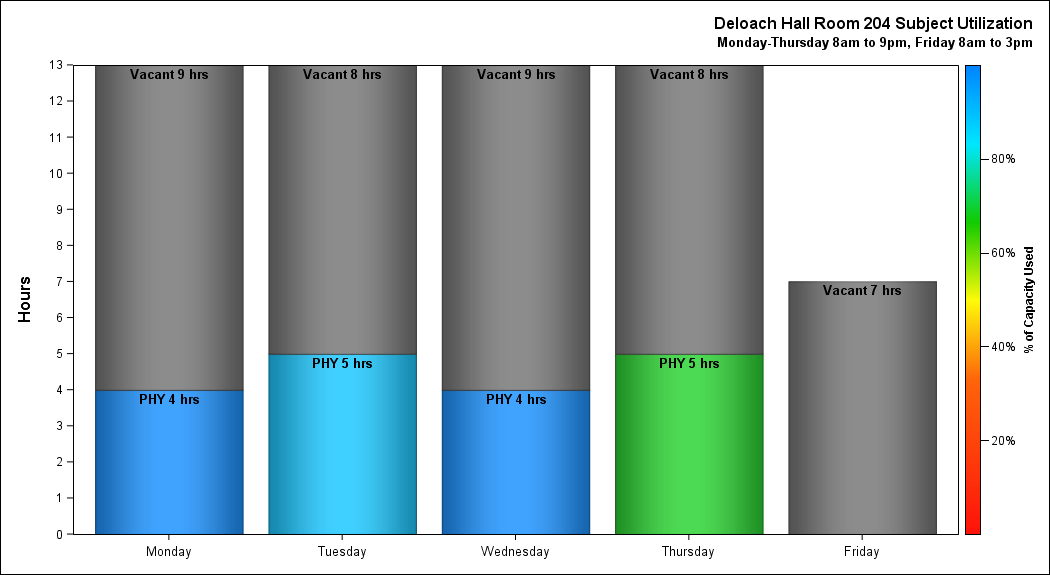 Deloach Hall Room 204 Subject Utilization
Monday-Thursday 8am to 9pm, Friday 8am to 3pm
Hours
13
12
11
10
9
8
7
6
5
4
3
2
1
0
Vacant 9 hrs
PHY 4 hrs
Vacant 8 hrs
PHY 5 hrs
Vacant 9 hrs
PHY 4 hrs
Vacant 8 hrs
PHY 5 hrs
Vacant 7 hrs
Monday
Tuesday
Wednesday
Thursday
Friday
80%
60%
40%
20%
% of Capacity Used